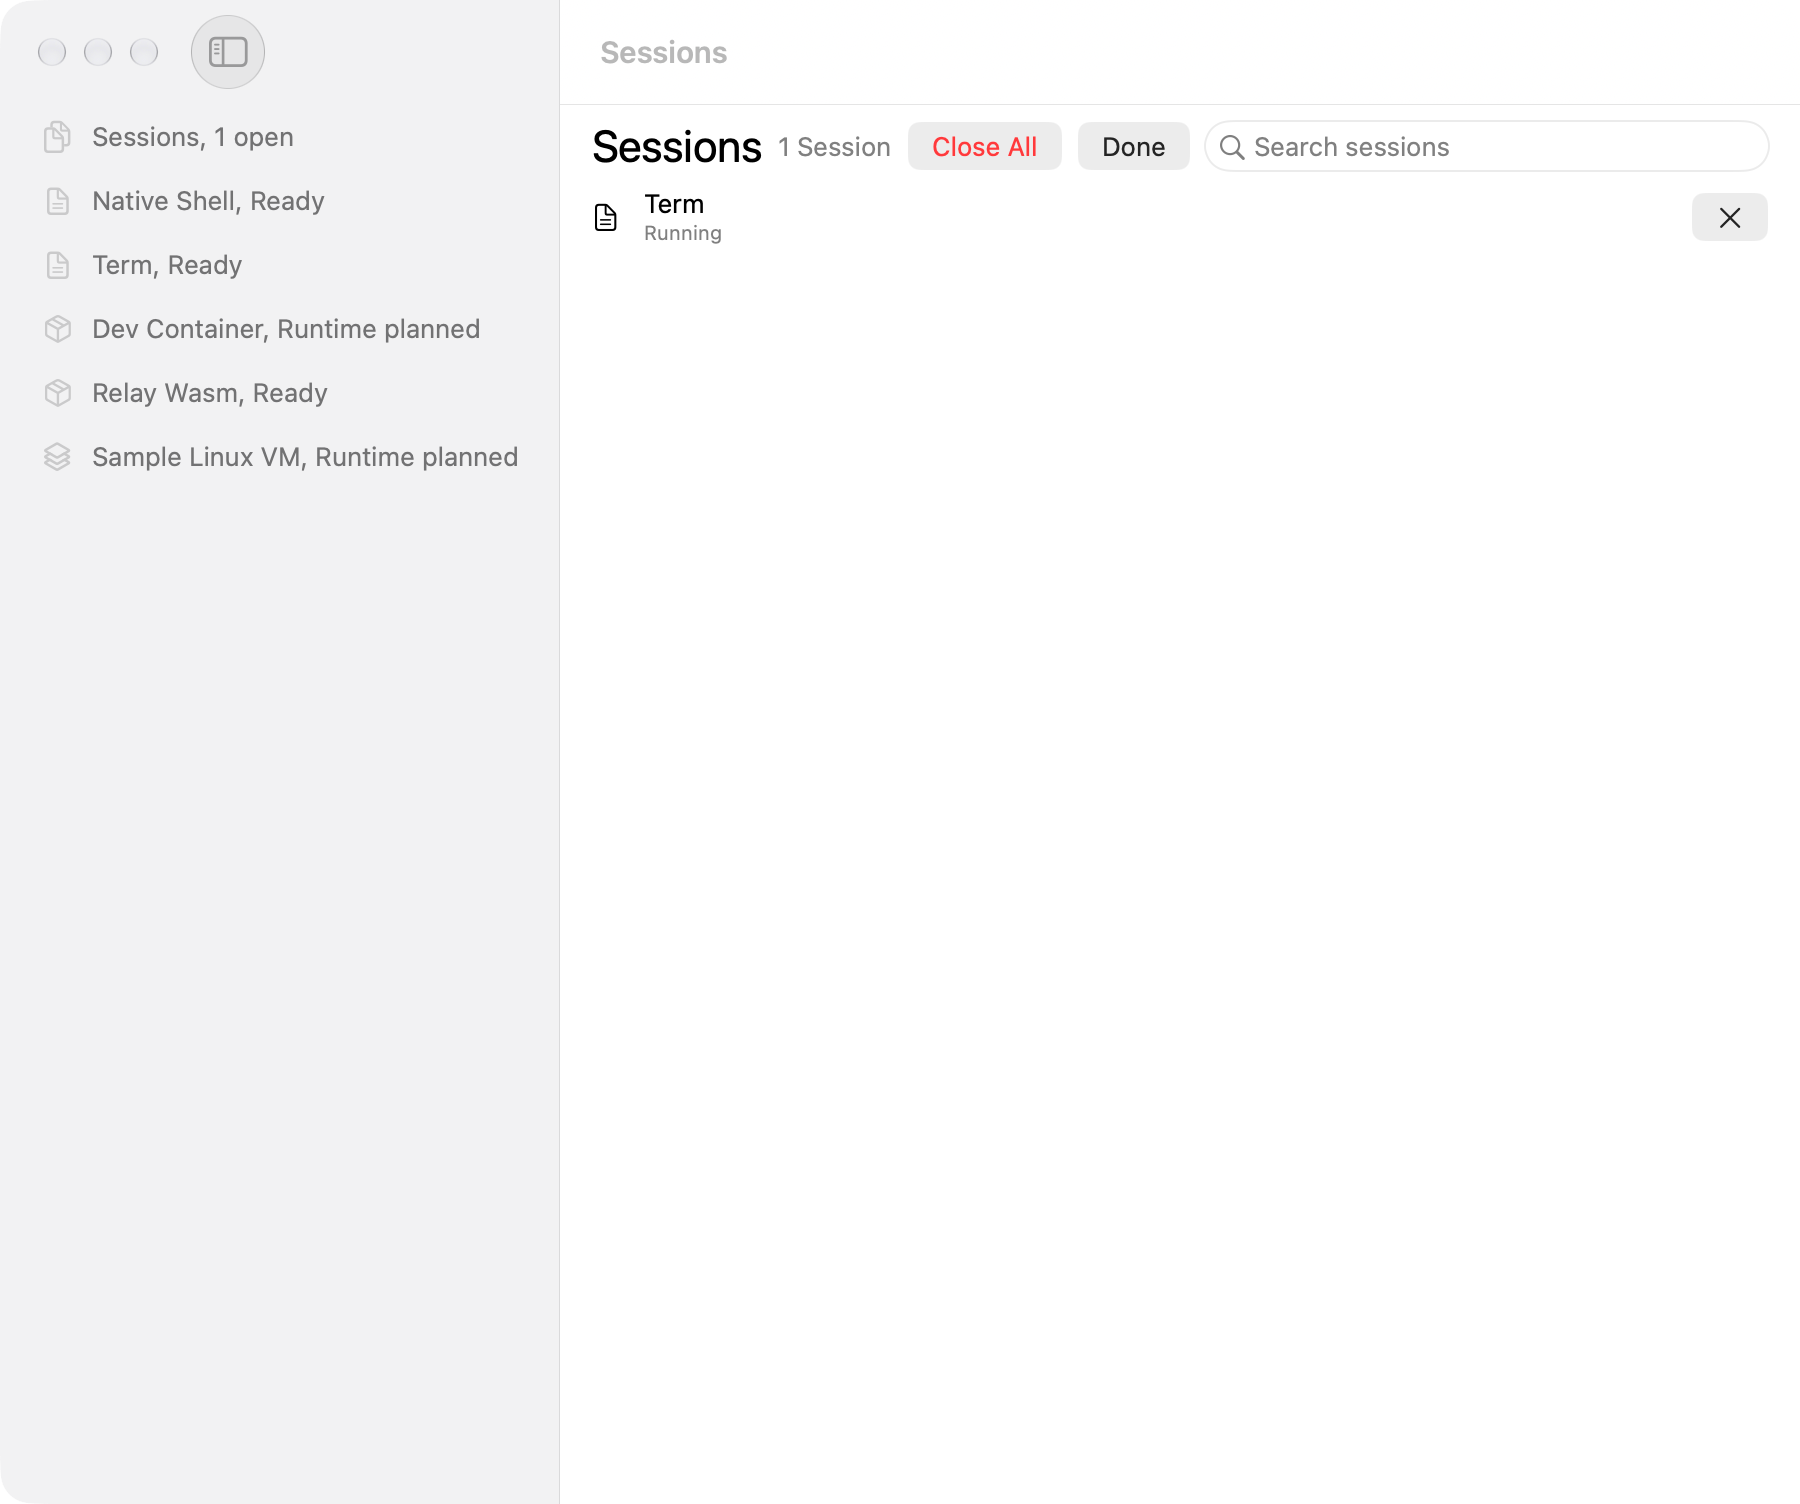 Sessions, 1 open
Native Shell, Ready
Term, Ready
Dev Container, Runtime planned
Relay Wasm, Ready
Sample Linux VM, Runtime planned
Sessions
Sessions 1 Session Close All Done Search sessions
Term
Running